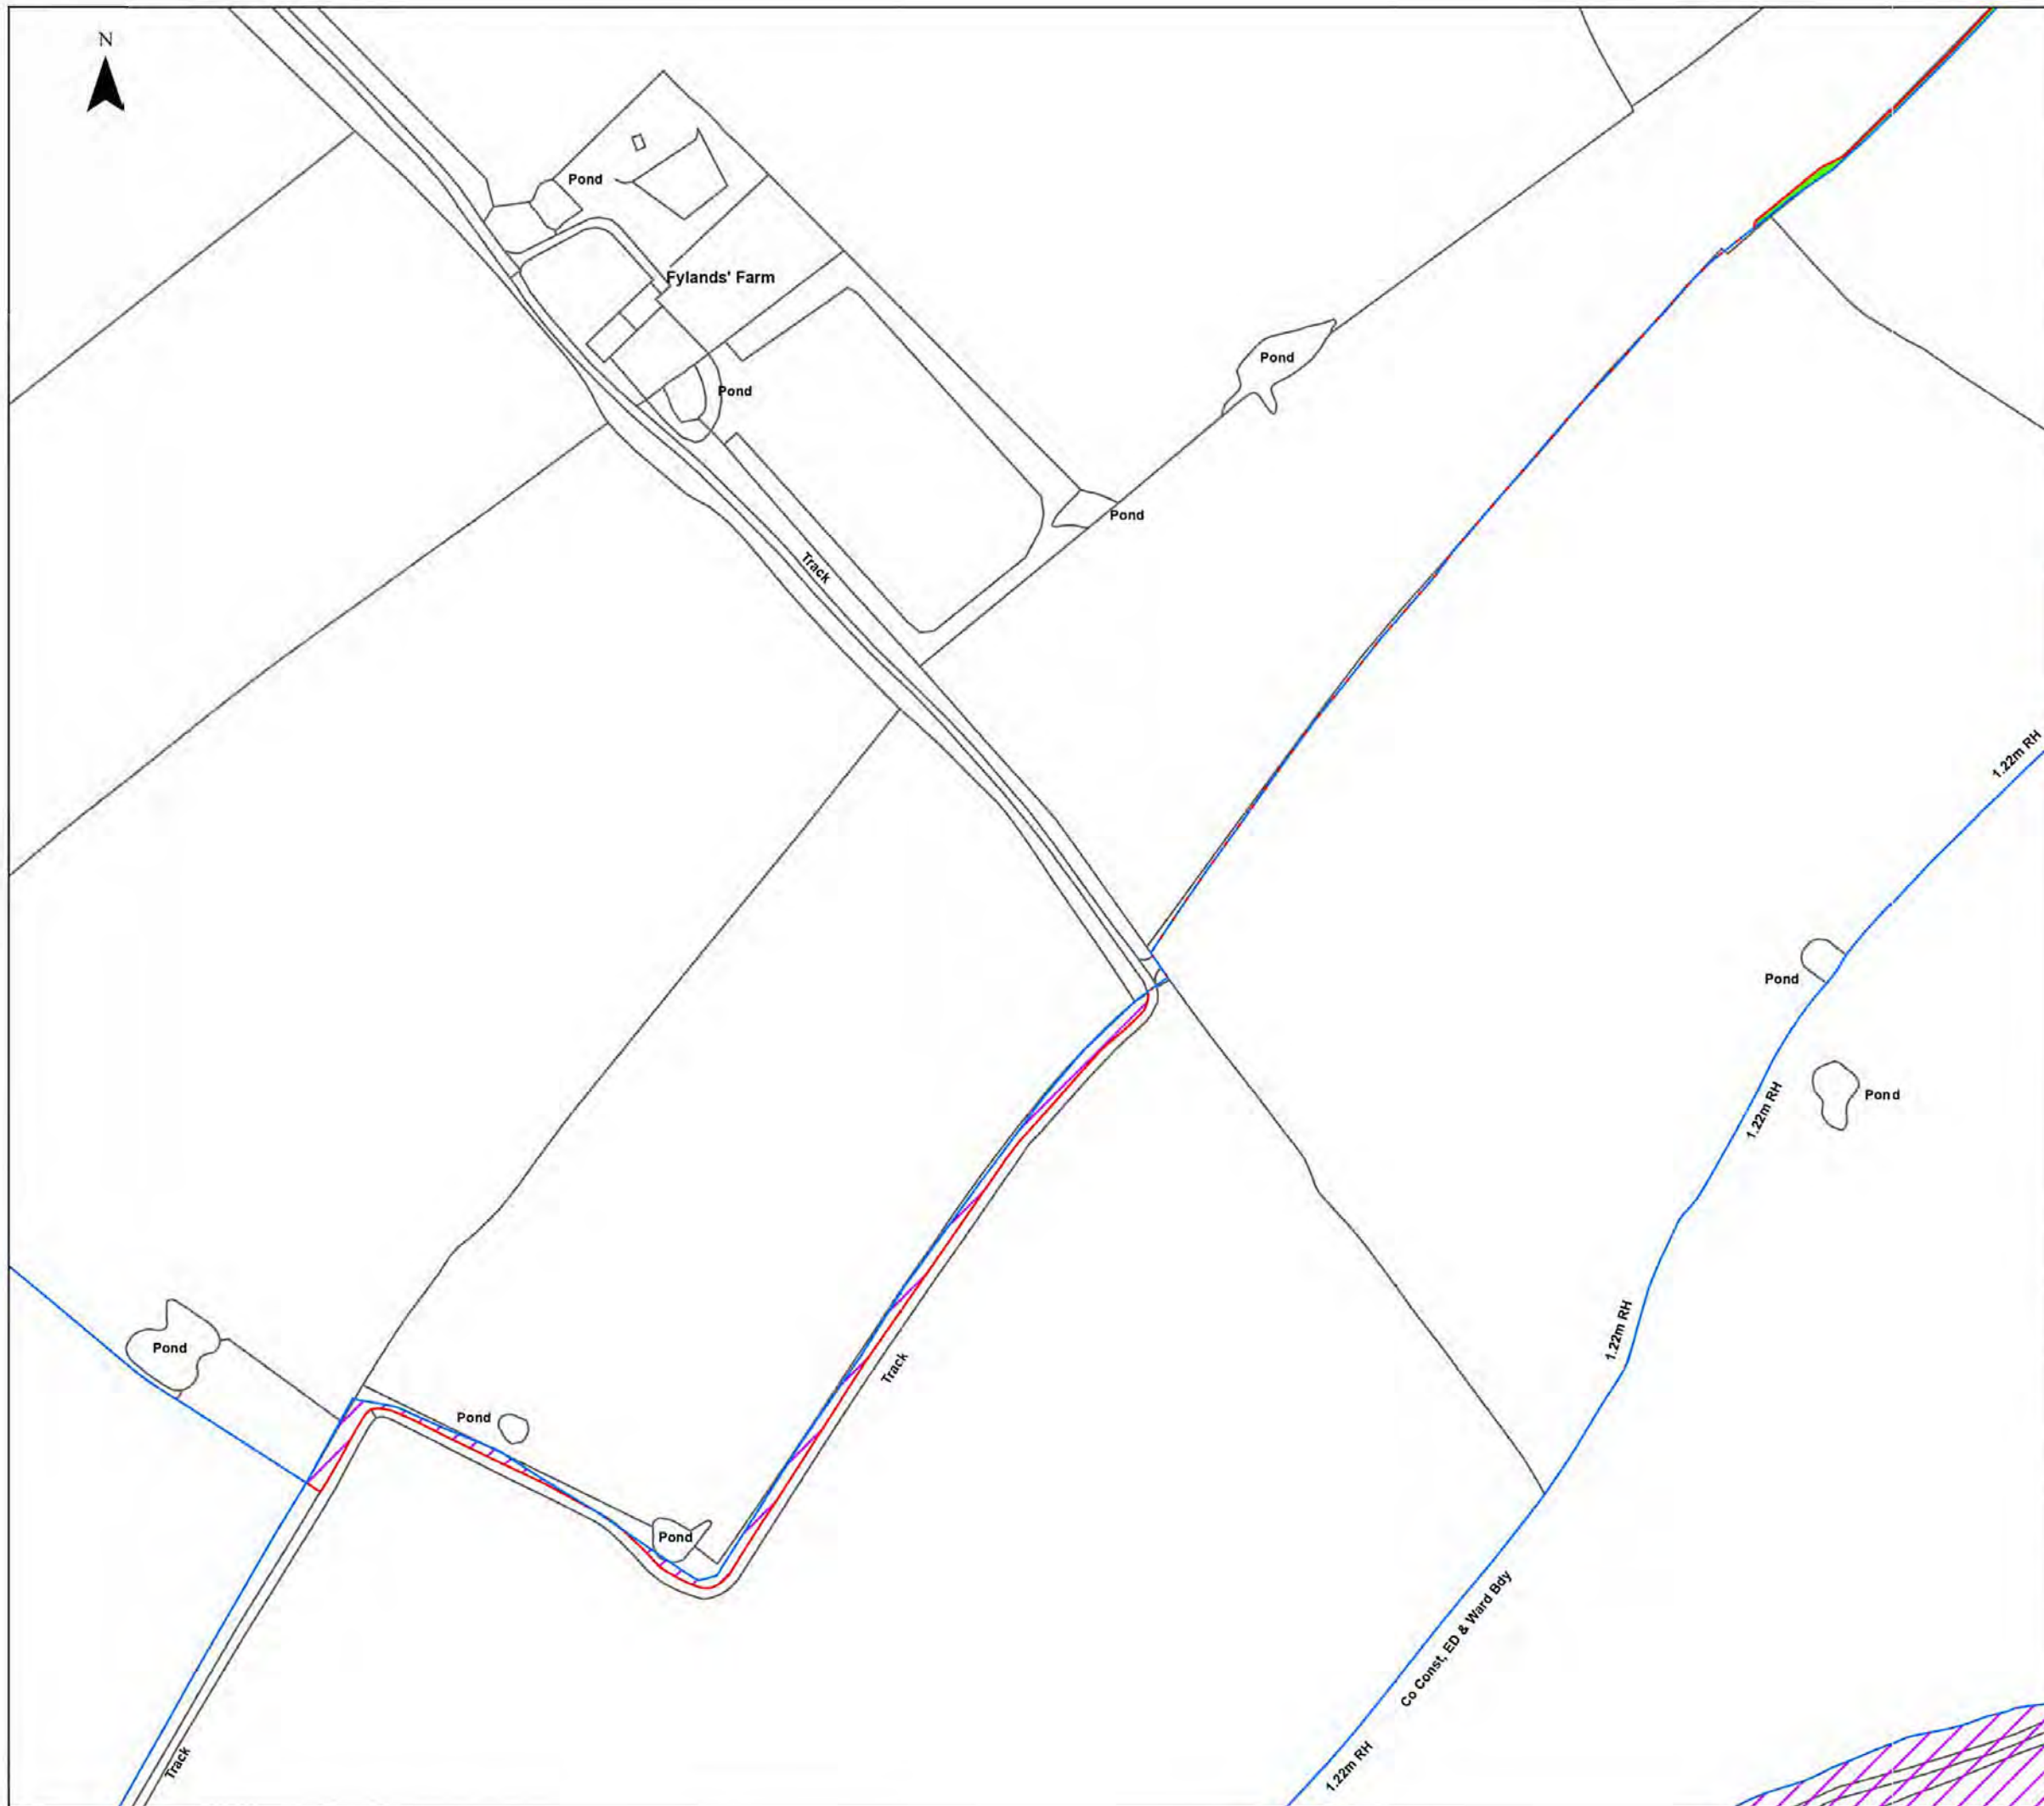 N
Pond
Fylands' Farm
Pond
Pond
Pond
Track
1.22m RH
Pond
Pond
1.22m RH
1.22m RH
Pond
Track
Pond
Pond
Co Const, ED & Ward Bdy
Track
1.22m RH